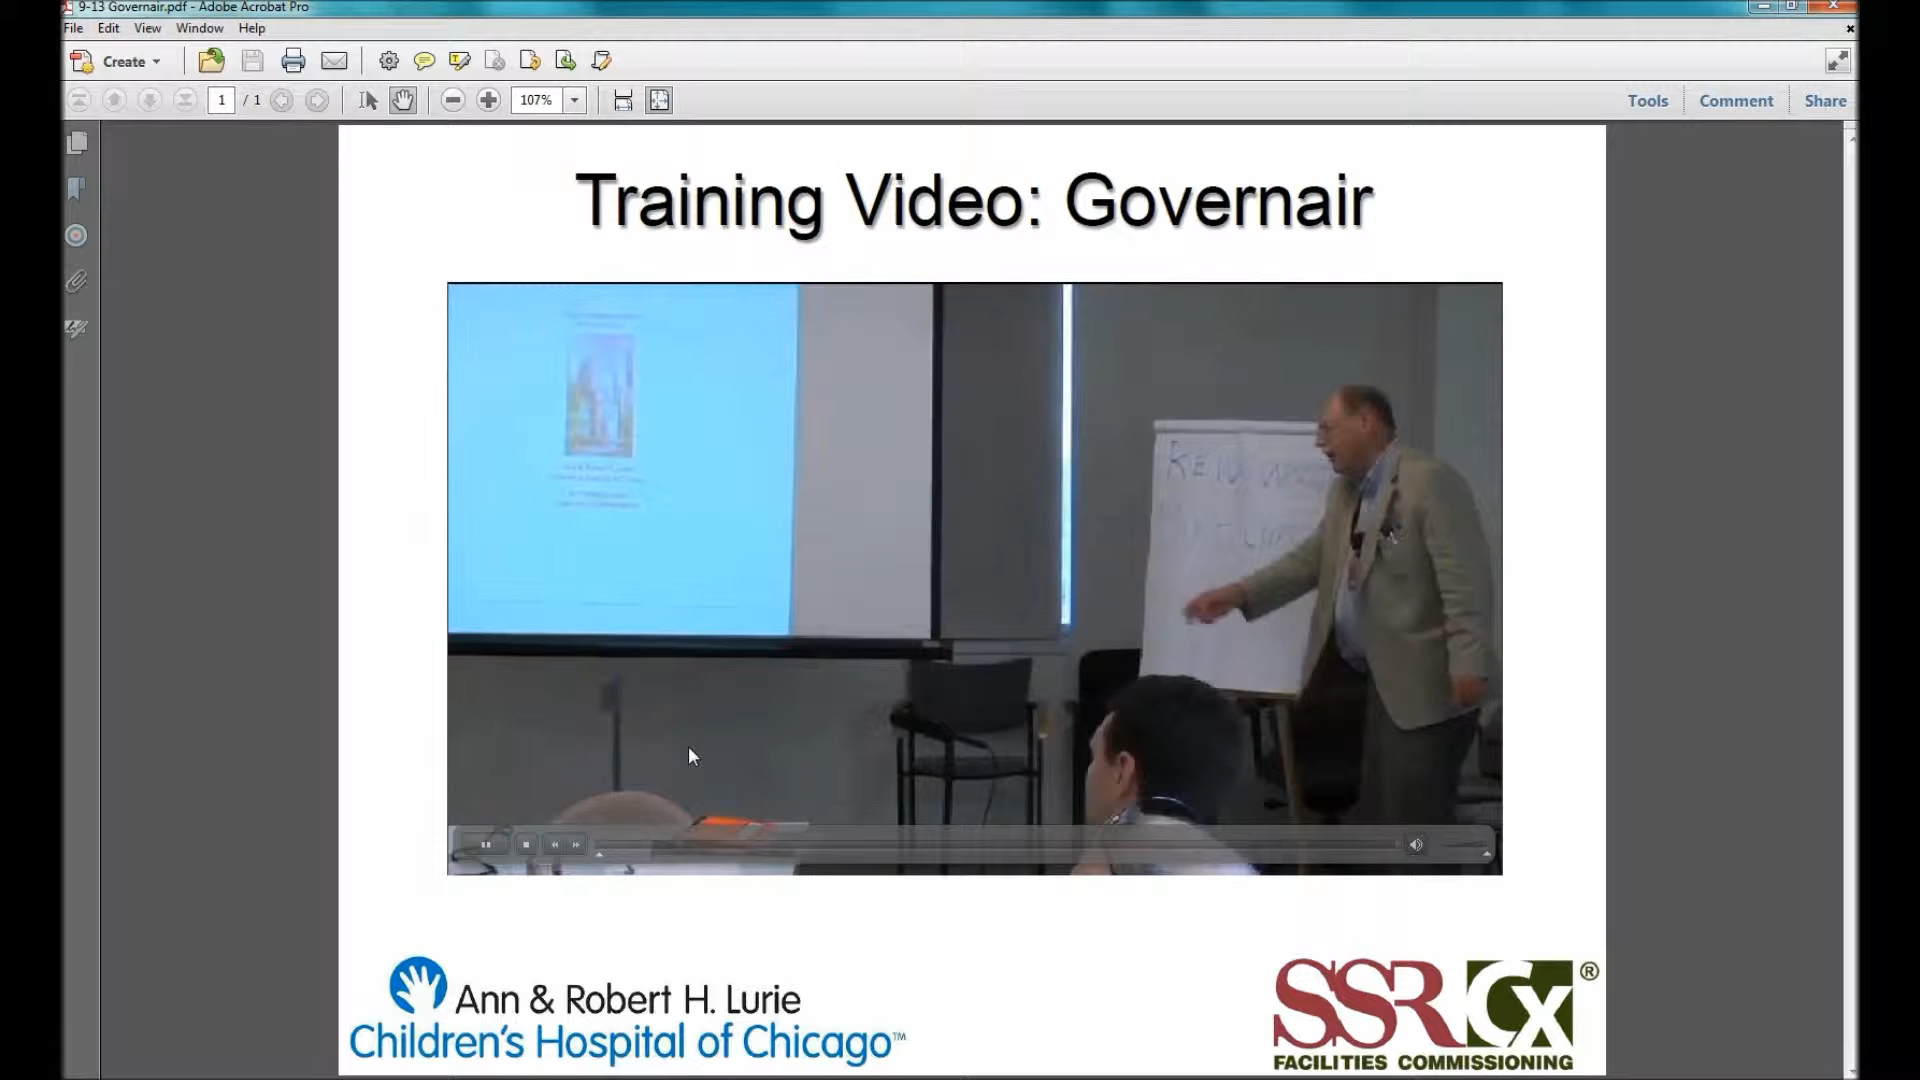 9-13 Governair.pdf - Adobe Acrobat Pro
File Edit View Window Help
Create
1 / 1
107%
Tools Comment Share
Training Video: Governair
Ann & Robert H. Lurie
Children's Hospital of Chicago™
SSRCx®
FACILITIES COMMISSIONING